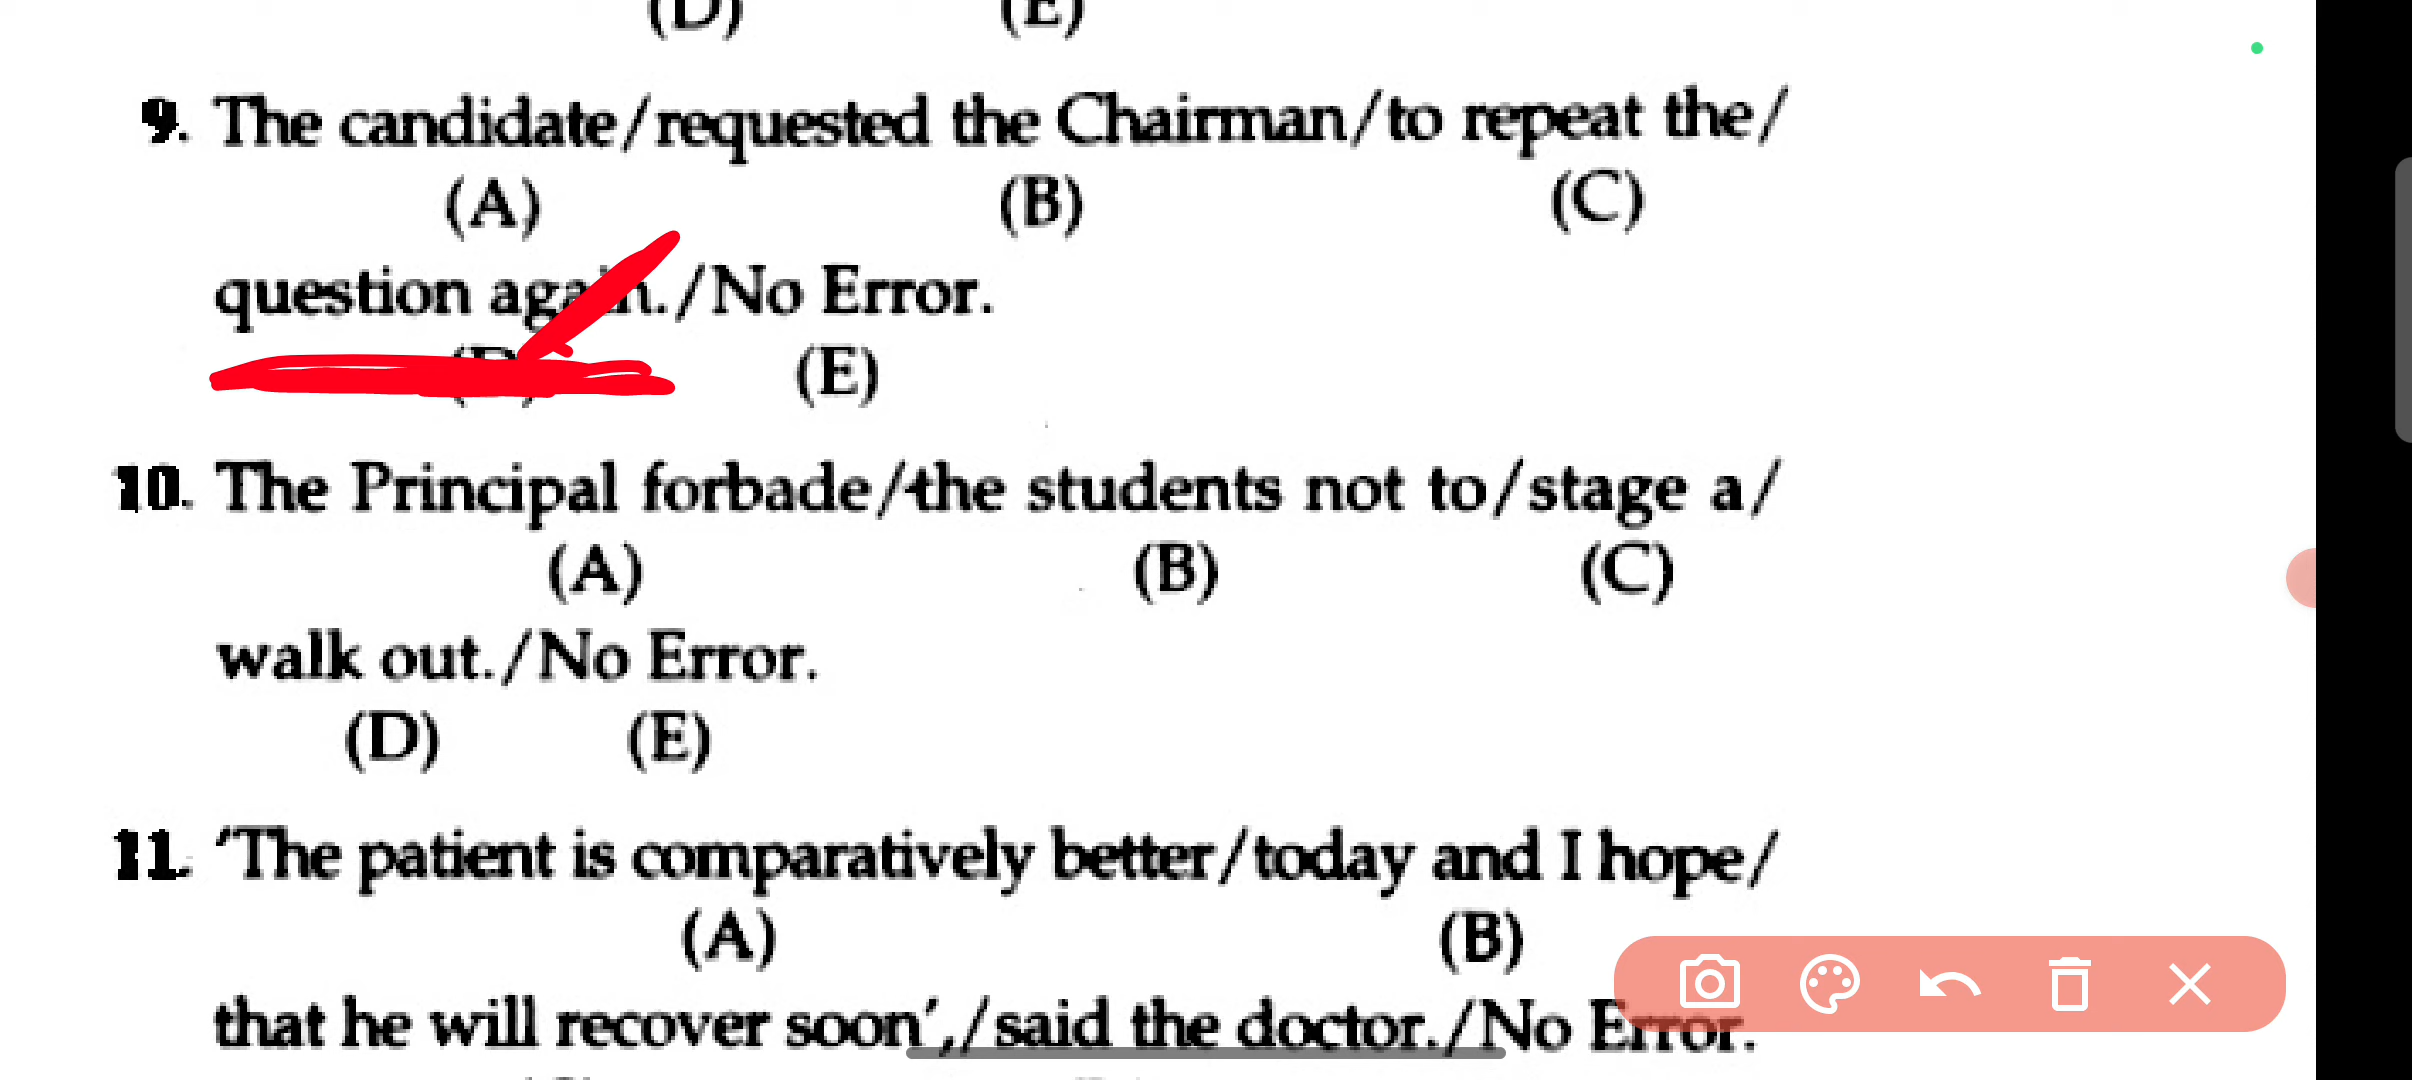 (D) (E)
9. The candidate/requested the Chairman/to repeat the/
(A) (B) (C)
question again./No Error.
(D) (E)
10. The Principal forbade/the students not to/stage a/
(A) (B) (C)
walk out./No Error.
(D) (E)
11. 'The patient is comparatively better/today and I hope/
(A) (B)
that he will recover soon',/said the doctor./No Error.